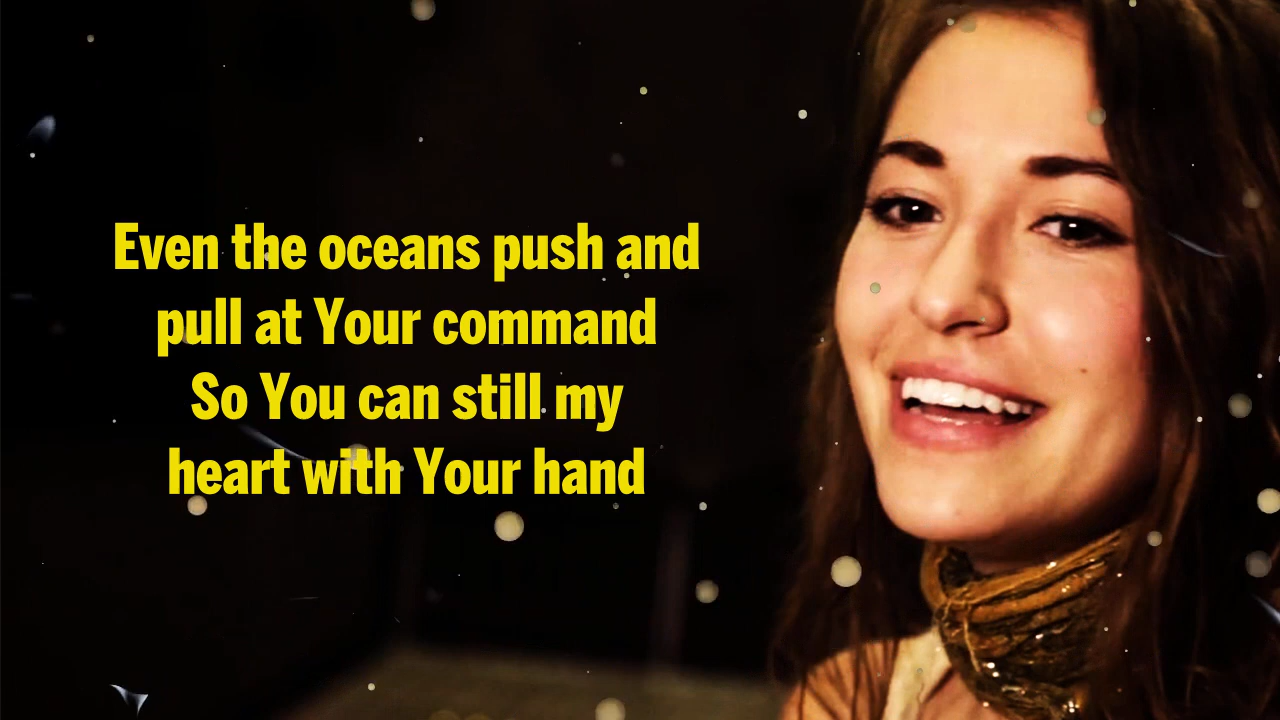 Even the oceans push and
pull at Your command
So You can still my
heart with Your hand